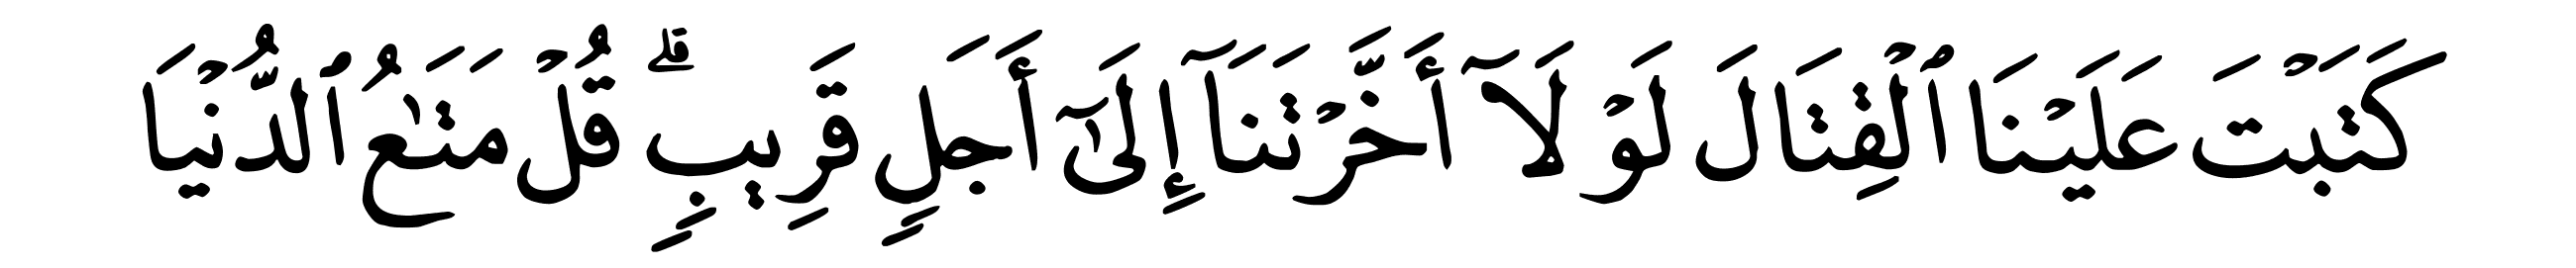 كَتَبۡتَ عَلَيۡنَا ٱلۡقِتَالَ لَوۡلَآ أَخَّرۡتَنَآ إِلَىٰٓ أَجَلٖ قَرِيبٖۗ قُلۡ مَتَٰعُ ٱلدُّنۡيَا